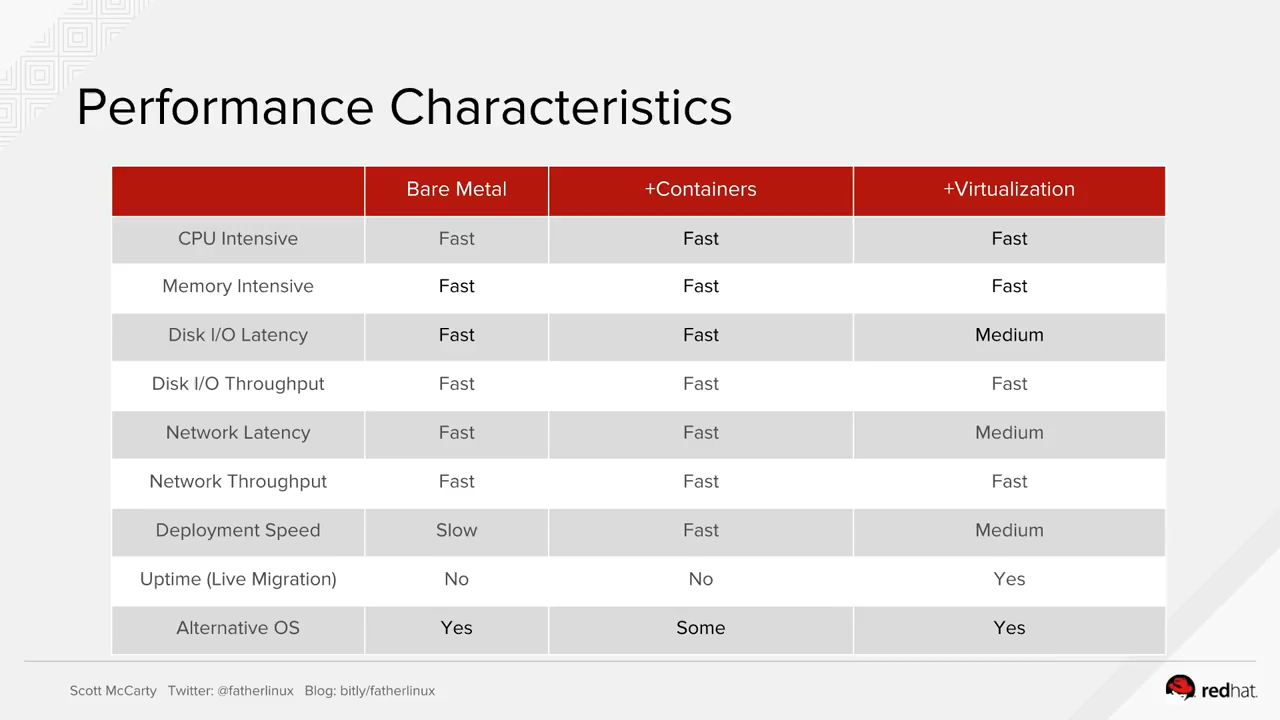 Performance Characteristics
Bare Metal +Containers +Virtualization
CPU Intensive Fast Fast Fast
Memory Intensive Fast Fast Fast
Disk I/O Latency Fast Fast Medium
Disk I/O Throughput Fast Fast Fast
Network Latency Fast Fast Medium
Network Throughput Fast Fast Fast
Deployment Speed Slow Fast Medium
Uptime (Live Migration) No No Yes
Alternative OS Yes Some Yes
Scott McCarty Twitter: @fatherlinux Blog: bitly/fatherlinux
redhat.